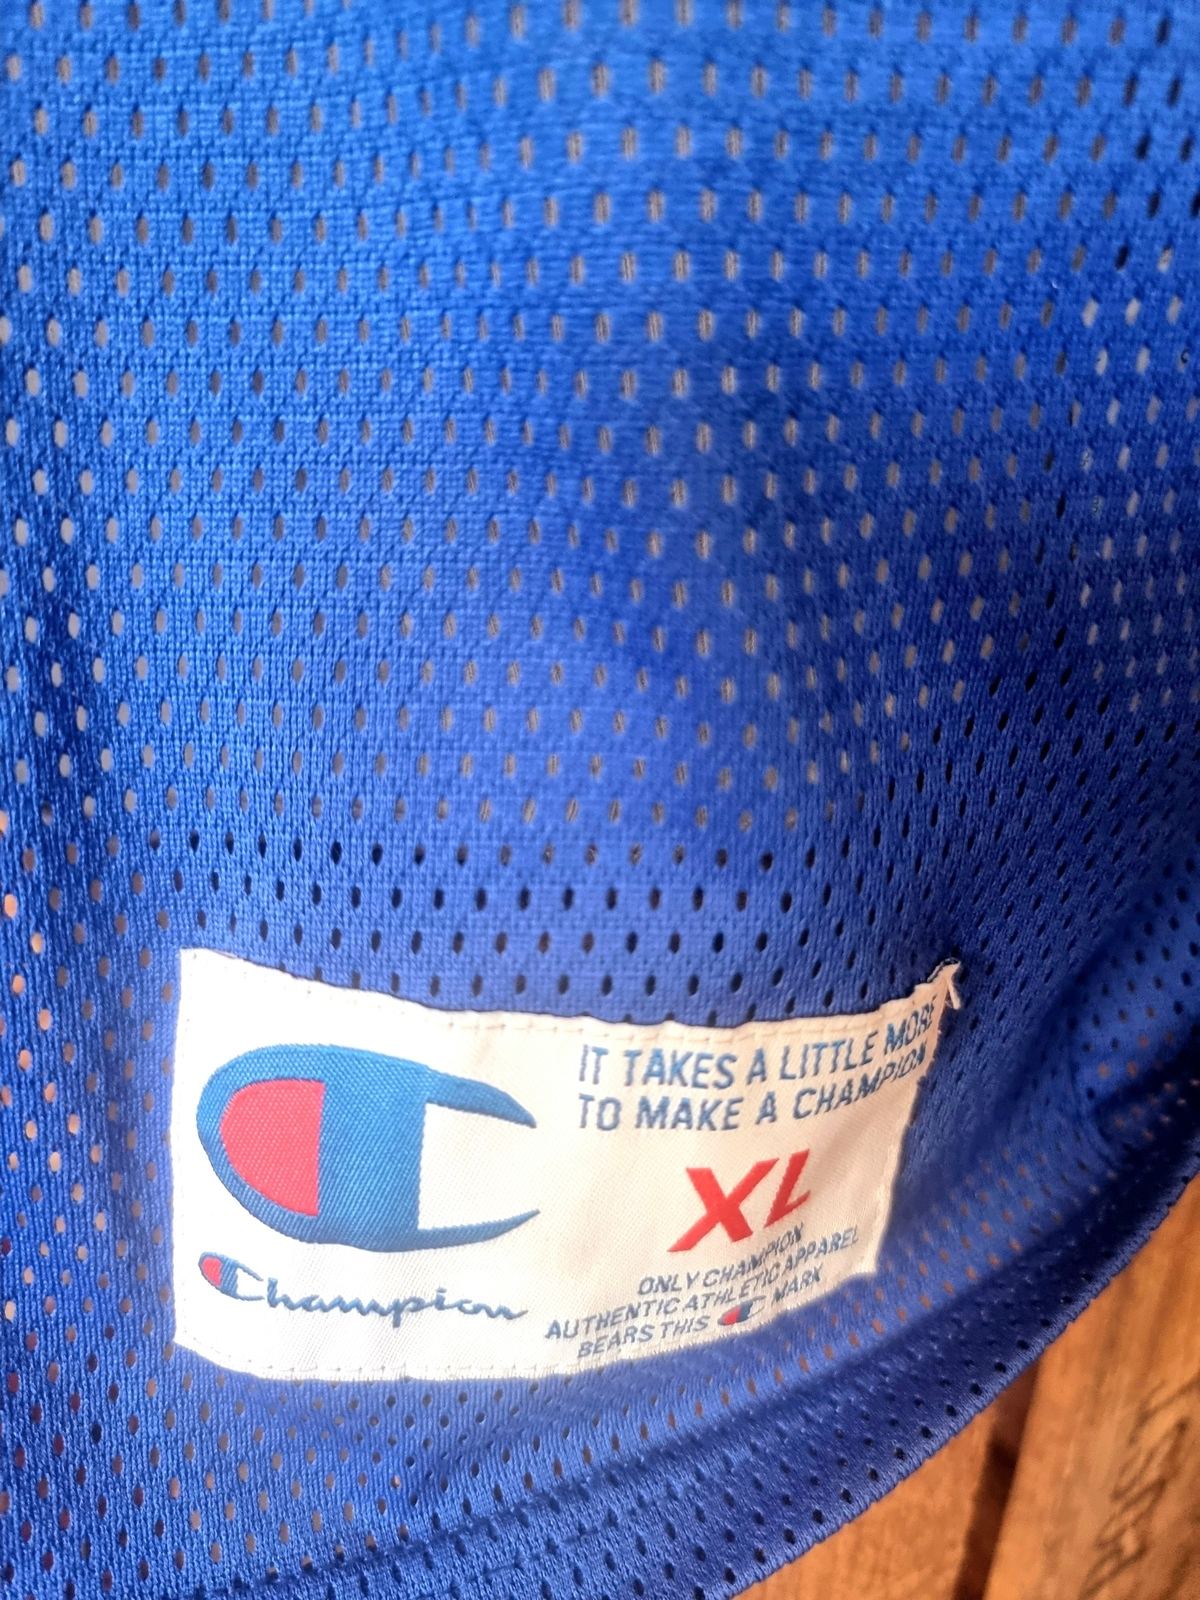 IT TAKES A LITTLE MORE
TO MAKE A CHAMPION
XL
Champion
ONLY CHAMPION
AUTHENTIC ATHLETIC APPAREL
BEARS THIS C MARK